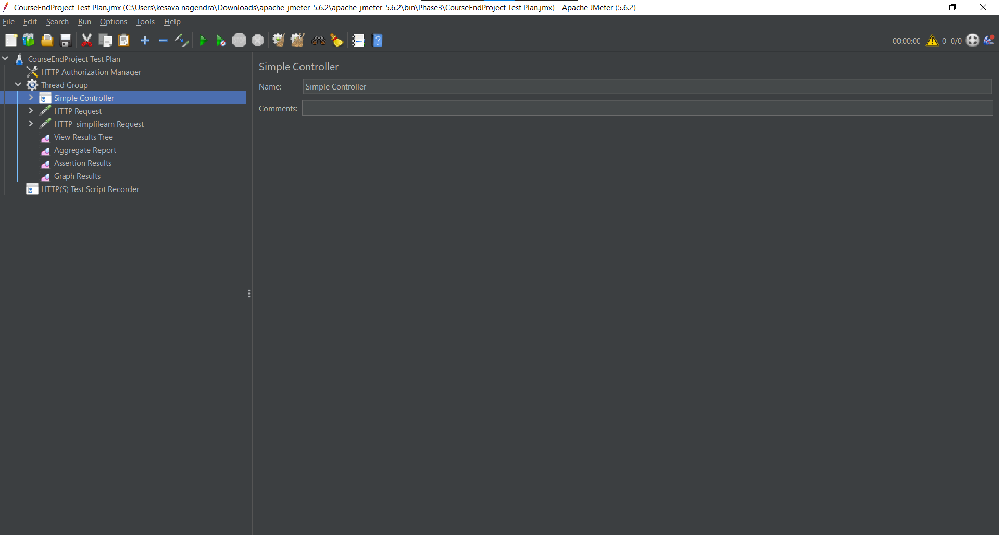 CourseEndProject Test Plan.jmx (C:\Users\kesava nagendra\Downloads\apache-jmeter-5.6.2\apache-jmeter-5.6.2\bin\Phase3\CourseEndProject Test Plan.jmx) - Apache JMeter (5.6.2)
File Edit Search Run Options Tools Help
STOP ? 00:00:00 0 0/0
CourseEndProject Test Plan
HTTP Authorization Manager
Thread Group
Simple Controller
HTTP Request
HTTP  simplilearn Request
View Results Tree
Aggregate Report
Assertion Results
Graph Results
HTTP(S) Test Script Recorder
Simple Controller
Name: Simple Controller
Comments: